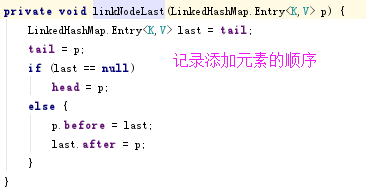 private void linkNodeLast(LinkedHashMap.Entry<K,V> p) {
LinkedHashMap.Entry<K,V> last = tail;
tail = p;
if (last == null)
head = p;
else {
p.before = last;
last.after = p;
}
}
记录添加元素的顺序